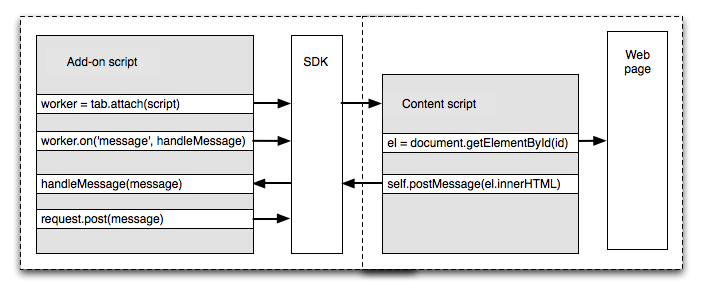 Add-on script
worker = tab.attach(script)
worker.on('message', handleMessage)
handleMessage(message)
request.post(message)
SDK
Content script
el = document.getElementById(id)
self.postMessage(el.innerHTML)
Web
page